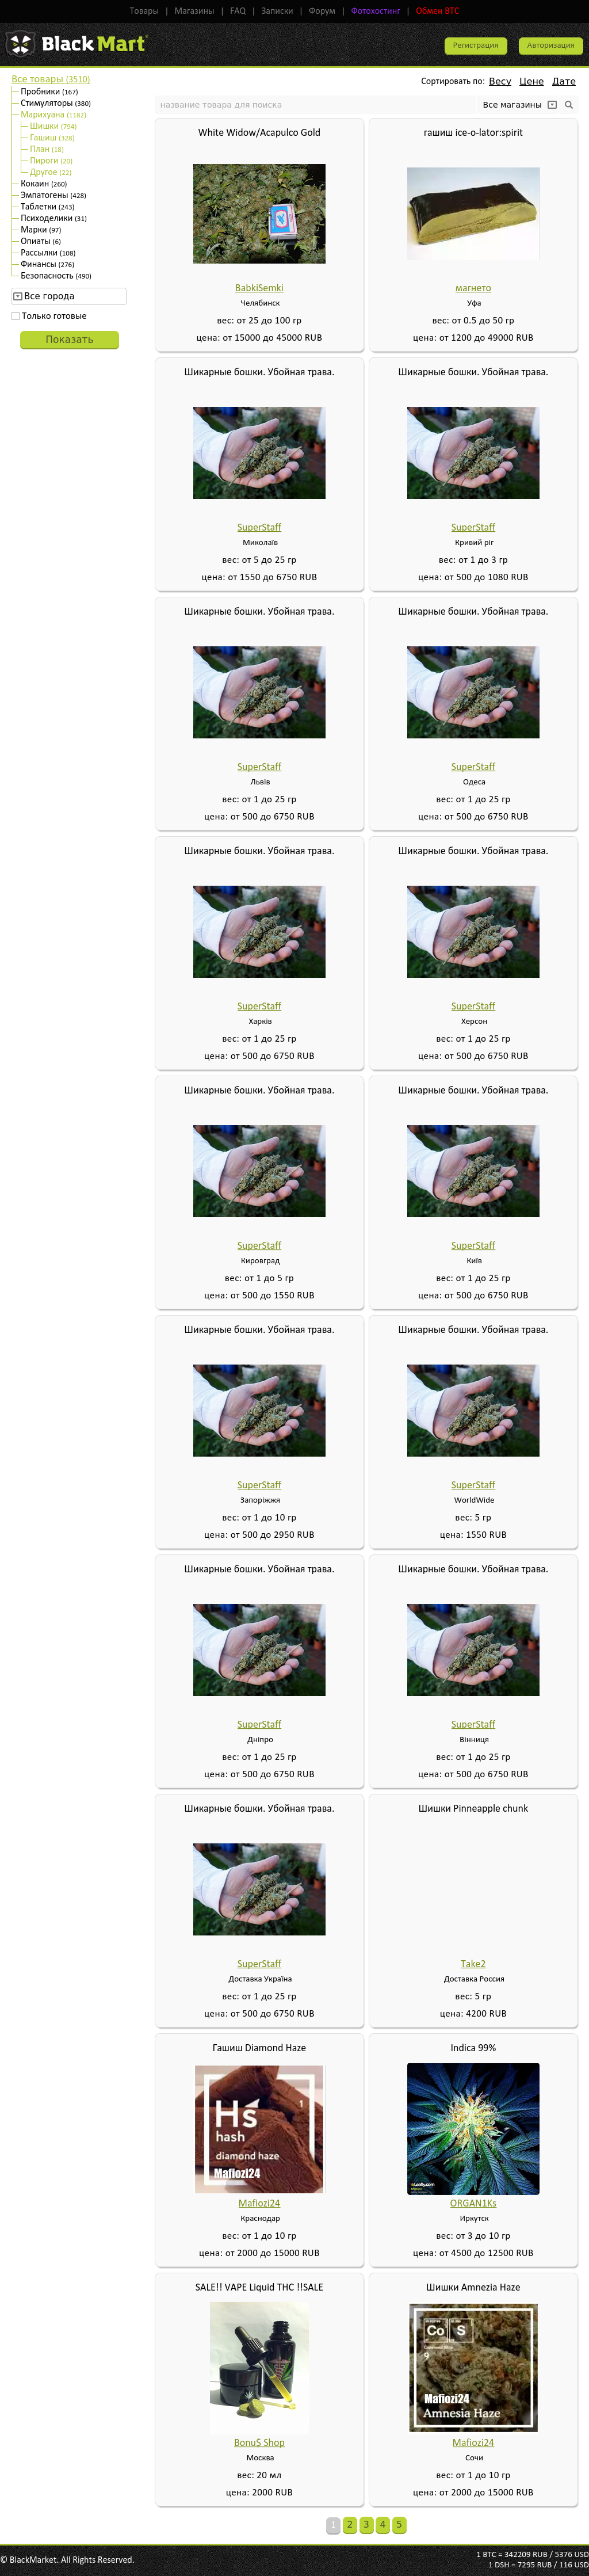 Товары | Магазины | FAQ | Записки | Форум | Фотохостинг | Обмен BTC
BlackMart
Регистрация
Авторизация
Все товары (3510)
Пробники (167)
Стимуляторы (380)
Марихуана (1182)
Шишки (794)
Гашиш (328)
План (18)
Пироги (20)
Другое (22)
Кокаин (260)
Эмпатогены (428)
Таблетки (243)
Психоделики (31)
Марки (97)
Опиаты (6)
Рассылки (108)
Финансы (276)
Безопасность (490)
Все города
Только готовые
Показать
Сортировать по: Весу Цене Дате
название товара для поиска
Все магазины
White Widow/Acapulco Gold
BabkiSemki
Челябинск
вес: от 25 до 100 гр
цена: от 15000 до 45000 RUB
гашиш ice-o-lator:spirit
магнето
Уфа
вес: от 0.5 до 50 гр
цена: от 1200 до 49000 RUB
Шикарные бошки. Убойная трава.
SuperStaff
Миколаїв
вес: от 5 до 25 гр
цена: от 1550 до 6750 RUB
Шикарные бошки. Убойная трава.
SuperStaff
Кривий ріг
вес: от 1 до 3 гр
цена: от 500 до 1080 RUB
Шикарные бошки. Убойная трава.
SuperStaff
Львів
вес: от 1 до 25 гр
цена: от 500 до 6750 RUB
Шикарные бошки. Убойная трава.
SuperStaff
Одеса
вес: от 1 до 25 гр
цена: от 500 до 6750 RUB
Шикарные бошки. Убойная трава.
SuperStaff
Харків
вес: от 1 до 25 гр
цена: от 500 до 6750 RUB
Шикарные бошки. Убойная трава.
SuperStaff
Херсон
вес: от 1 до 25 гр
цена: от 500 до 6750 RUB
Шикарные бошки. Убойная трава.
SuperStaff
Кировград
вес: от 1 до 5 гр
цена: от 500 до 1550 RUB
Шикарные бошки. Убойная трава.
SuperStaff
Київ
вес: от 1 до 25 гр
цена: от 500 до 6750 RUB
Шикарные бошки. Убойная трава.
SuperStaff
Запоріжжя
вес: от 1 до 10 гр
цена: от 500 до 2950 RUB
Шикарные бошки. Убойная трава.
SuperStaff
WorldWide
вес: 5 гр
цена: 1550 RUB
Шикарные бошки. Убойная трава.
SuperStaff
Дніпро
вес: от 1 до 25 гр
цена: от 500 до 6750 RUB
Шикарные бошки. Убойная трава.
SuperStaff
Вінниця
вес: от 1 до 25 гр
цена: от 500 до 6750 RUB
Шикарные бошки. Убойная трава.
SuperStaff
Доставка Україна
вес: от 1 до 25 гр
цена: от 500 до 6750 RUB
Шишки Pinneapple chunk
Take2
Доставка Россия
вес: 5 гр
цена: 4200 RUB
Гашиш Diamond Haze
Hs
1
hash
diamond haze
Mafiozi24
Mafiozi24
Краснодар
вес: от 1 до 10 гр
цена: от 2000 до 15000 RUB
Indica 99%
ORGAN1Ks
Иркутск
вес: от 3 до 10 гр
цена: от 4500 до 12500 RUB
SALE!! VAPE Liquid THC !!SALE
Bonu$ Shop
Москва
вес: 20 мл
цена: 2000 RUB
Шишки Amnezia Haze
Co S
9
Mafiozi24
Amnesia Haze
Mafiozi24
Сочи
вес: от 1 до 10 гр
цена: от 2000 до 15000 RUB
1 2 3 4 5
© BlackMarket. All Rights Reserved.
1 BTC = 342209 RUB / 5376 USD
1 DSH = 7295 RUB / 116 USD